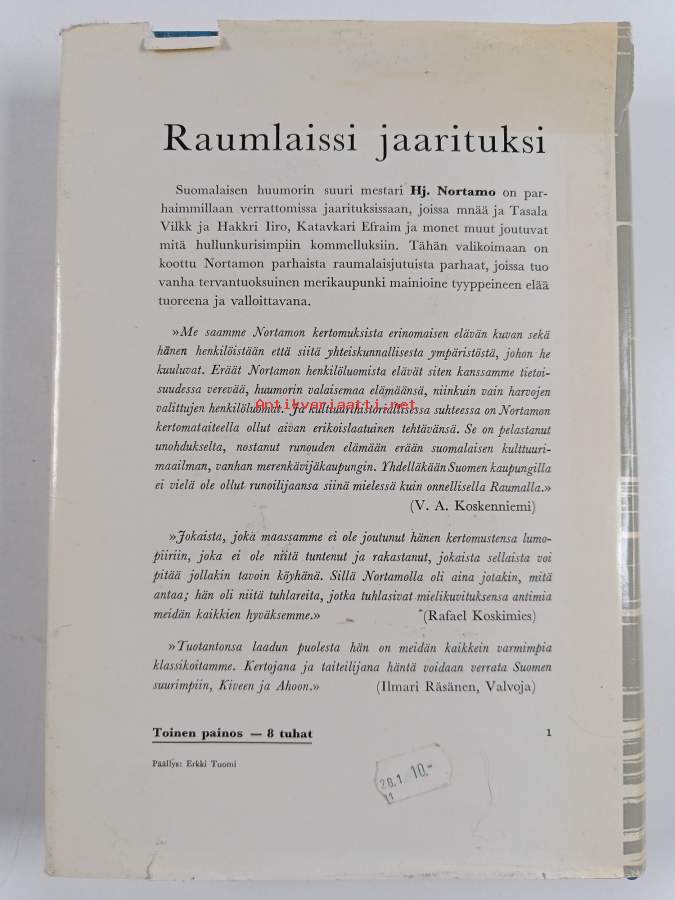 Raumlaissi jaarituksi
Suomalaisen huumorin suuri mestari Hj. Nortamo on par-
haimmillaan verrattomissa jaarituksissaan, joissa mnää ja Tasala
Vilkk ja Hakkri Iiro, Katavkari Efraim ja monet muut joutuvat
mitä hullunkurisimpiin kommelluksiin. Tähän valikoimaan on
koottu Nortamon parhaista raumalaisjutuista parhaat, joissa tuo
vanha tervantuoksuinen merikaupunki mainioine tyyppeineen elää
tuoreena ja valloittavana.
»Me saamme Nortamon kertomuksista erinomaisen elävän kuvan sekä
hänen henkilöistään että siitä yhteiskunnallisesta ympäristöstä, johon he
kuuluvat. Eräät Nortamon henkilöluomista elävät siten kanssamme tietoi-
suudessa verevää, huumorin valaisemaa elämäänsä, niinkuin vain harvojen
valittujen henkilöluomat. Ja kulttuurihistoriallisessa suhteessa on Nortamon
Antikvariaatti.net
kertomataiteella ollut aivan erikoislaatuinen tehtävänsä. Se on pelastanut
unohdukselta, nostanut runouden elämään erään suomalaisen kulttuuri-
maailman, vanhan merenkävijäkaupungin. Yhdelläkään Suomen kaupungilla
ei vielä ole ollut runoilijaansa siinä mielessä kuin onnellisella Raumalla.»
(V. A. Koskenniemi)
»Jokaista, joka maassamme ei ole joutunut hänen kertomustensa lumo-
piiriin, joka ei ole niitä tuntenut ja rakastanut, jokaista sellaista voi
pitää jollakin tavoin köyhänä. Sillä Nortamolla oli aina jotakin, mitä
antaa; hän oli niitä tuhlareita, jotka tuhlasivat mielikuvituksensa antimia
meidän kaikkien hyväksemme.» (Rafael Koskimies)
»Tuotantonsa laadun puolesta hän on meidän kaikkein varmimpia
klassikoitamme. Kertojana ja taiteilijana häntä voidaan verrata Suomen
suurimpiin, Kiveen ja Ahoon.» (Ilmari Räsänen, Valvoja)
Toinen painos — 8 tuhat 1
Päällys: Erkki Tuomi
28.1 10.-